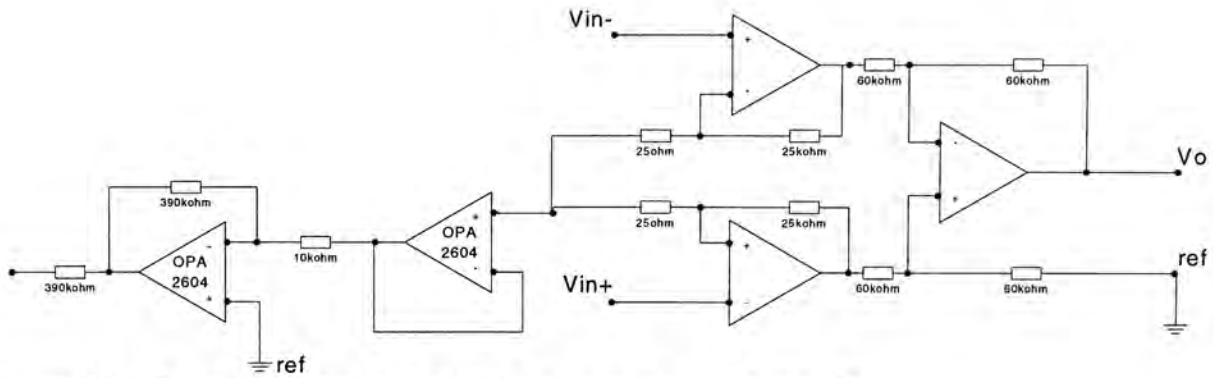 Vin-
+
-
60kohm
60kohm
25ohm
25kohm
-
+
Vo
390kohm
OPA
2604
-
+
10kohm
OPA
2604
+
-
25ohm
25kohm
+
-
Vin+
60kohm
60kohm
ref
390kohm
ref